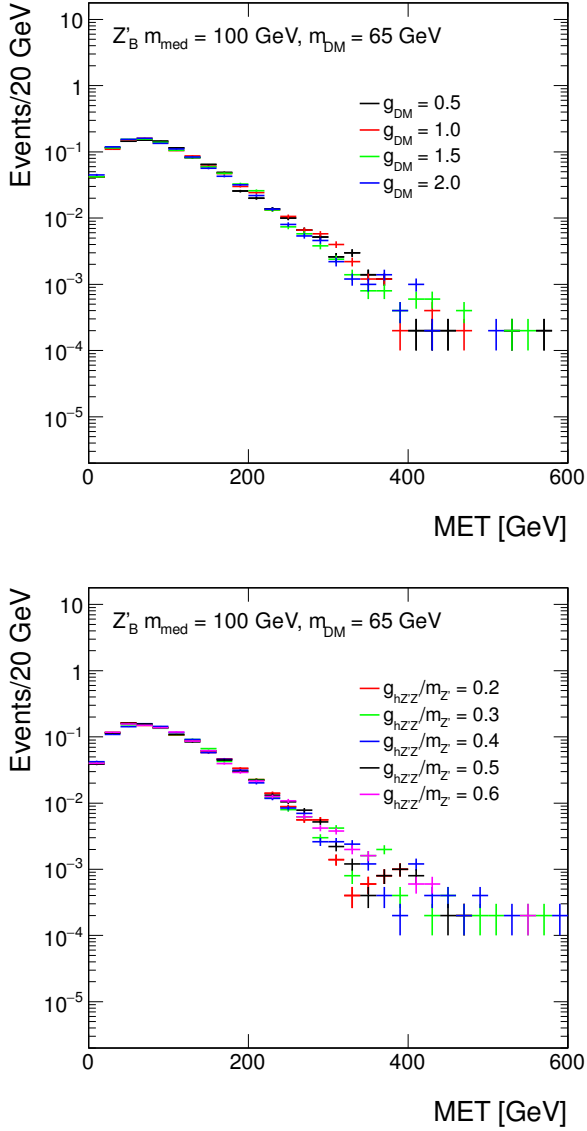 Z'B mmed = 100 GeV, mDM = 65 GeV
Events/20 GeV
10
1
10⁻¹
10⁻²
10⁻³
10⁻⁴
10⁻⁵
gDM = 0.5
gDM = 1.0
gDM = 1.5
gDM = 2.0
0 200 400 600
MET [GeV]
Z'B mmed = 100 GeV, mDM = 65 GeV
Events/20 GeV
10
1
10⁻¹
10⁻²
10⁻³
10⁻⁴
10⁻⁵
ghZ'Z'/mZ' = 0.2
ghZ'Z'/mZ' = 0.3
ghZ'Z'/mZ' = 0.4
ghZ'Z'/mZ' = 0.5
ghZ'Z'/mZ' = 0.6
0 200 400 600
MET [GeV]